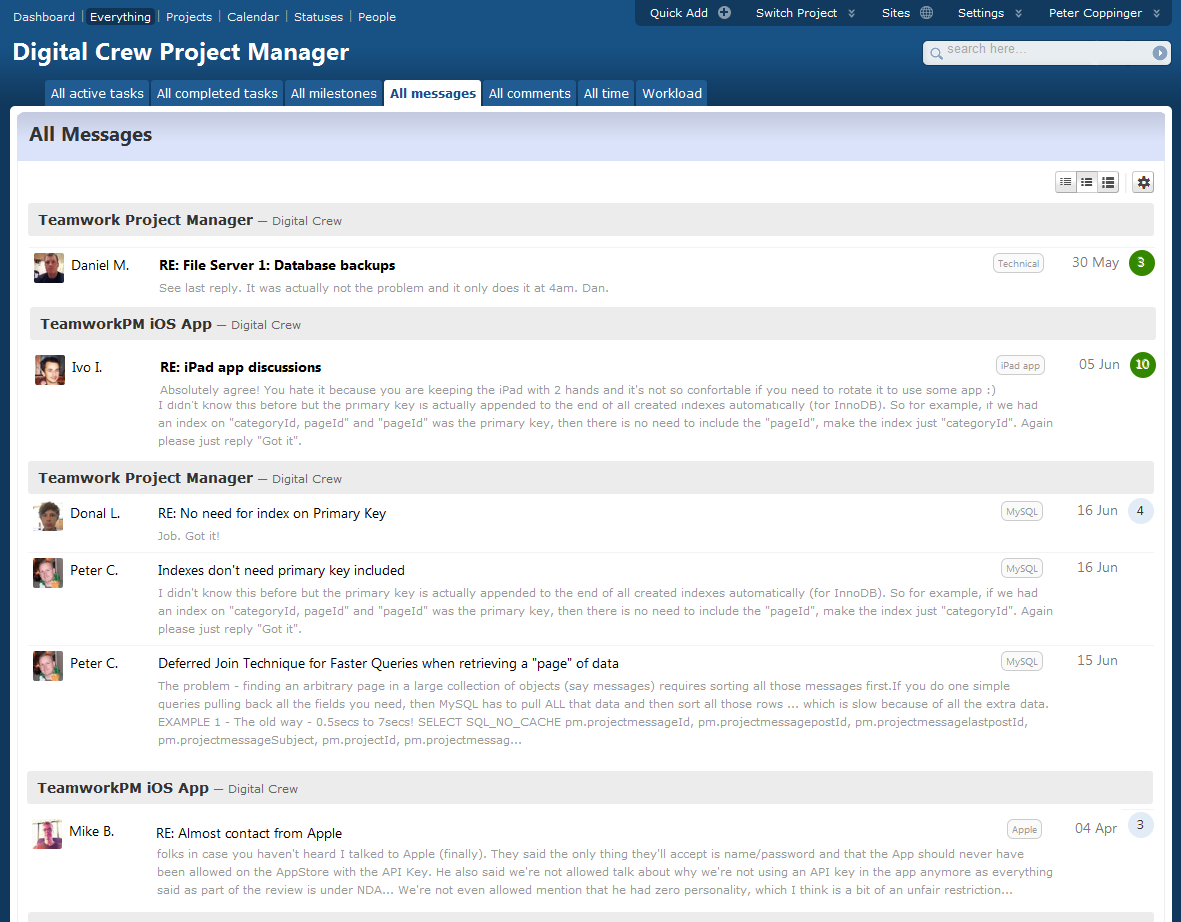 Dashboard | Everything | Projects | Calendar | Statuses | People
Quick Add Switch Project Sites Settings Peter Coppinger
Digital Crew Project Manager
search here...
All active tasks All completed tasks All milestones All messages All comments All time Workload
All Messages
Teamwork Project Manager — Digital Crew
Daniel M. RE: File Server 1: Database backups Technical 30 May 3
See last reply. It was actually not the problem and it only does it at 4am. Dan.
TeamworkPM iOS App — Digital Crew
Ivo I. RE: iPad app discussions iPad app 05 Jun 10
Absolutely agree! You hate it because you are keeping the iPad with 2 hands and it's not so confortable if you need to rotate it to use some app :)
I didn't know this before but the primary key is actually appended to the end of all created indexes automatically (for InnoDB). So for example, if we had
an index on "categoryId, pageId" and "pageId" was the primary key, then there is no need to include the "pageId", make the index just "categoryId". Again
please just reply "Got it".
Teamwork Project Manager — Digital Crew
Donal L. RE: No need for index on Primary Key MySQL 16 Jun 4
Job. Got it!
Peter C. Indexes don't need primary key included MySQL 16 Jun
I didn't know this before but the primary key is actually appended to the end of all created indexes automatically (for InnoDB). So for example, if we had
an index on "categoryId, pageId" and "pageId" was the primary key, then there is no need to include the "pageId", make the index just "categoryId". Again
please just reply "Got it".
Peter C. Deferred Join Technique for Faster Queries when retrieving a "page" of data MySQL 15 Jun
The problem - finding an arbitrary page in a large collection of objects (say messages) requires sorting all those messages first.If you do one simple
queries pulling back all the fields you need, then MySQL has to pull ALL that data and then sort all those rows ... which is slow because of all the extra data.
EXAMPLE 1 - The old way - 0.5secs to 7secs! SELECT SQL_NO_CACHE pm.projectmessageId, pm.projectmessagepostId, pm.projectmessagelastpostId,
pm.projectmessageSubject, pm.projectId, pm.projectmessag...
TeamworkPM iOS App — Digital Crew
Mike B. RE: Almost contact from Apple Apple 04 Apr 3
folks in case you haven't heard I talked to Apple (finally). They said the only thing they'll accept is name/password and that the App should never have
been allowed on the AppStore with the API Key. He also said we're not allowed talk about why we're not using an API key in the app anymore as everything
said as part of the review is under NDA... We're not even allowed mention that he had zero personality, which I think is a bit of an unfair restriction...